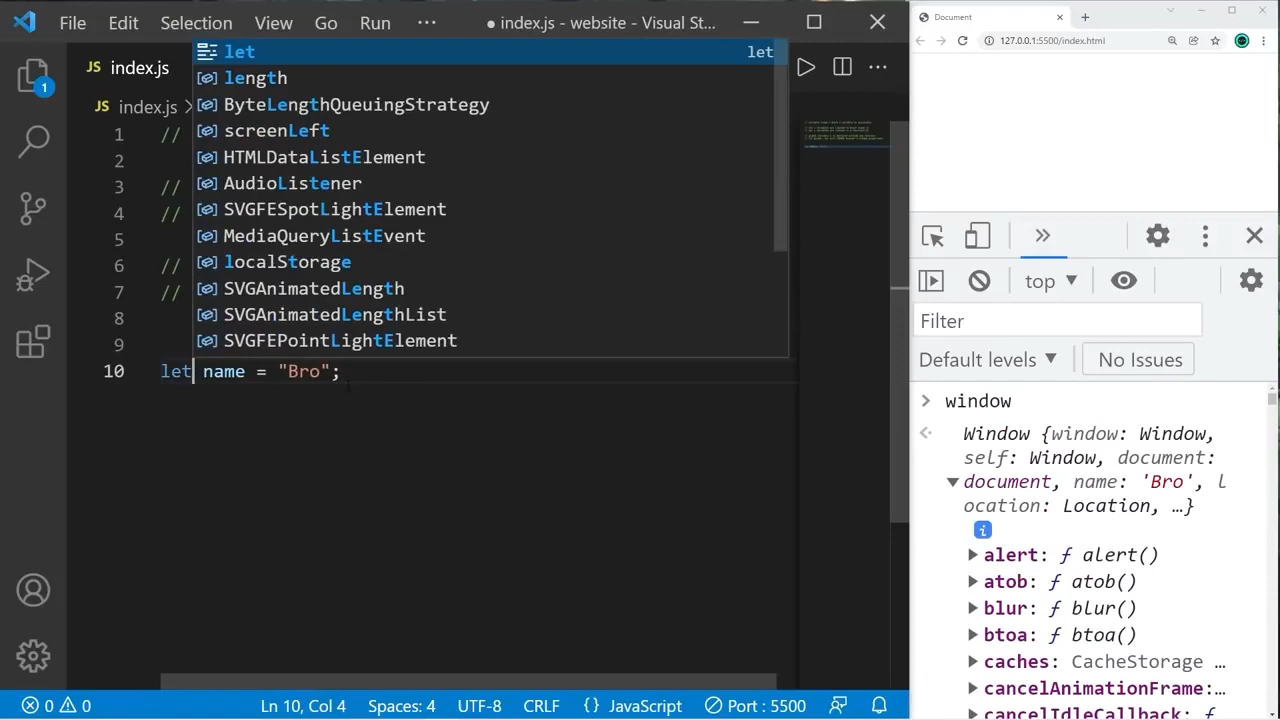 File Edit Selection View Go Run ··· ● index.js - website - Visual St...
JS index.js
JS index.js >
let let
length
ByteLengthQueuingStrategy
screenLeft
HTMLDataListElement
AudioListener
SVGFESpotLightElement
MediaQueryListEvent
localStorage
SVGAnimatedLength
SVGAnimatedLengthList
SVGFEPointLightElement
1 //
2
3 //
4 //
5
6 //
7 //
8
9
10 let name = "Bro";
1
0 0 Ln 10, Col 4 Spaces: 4 UTF-8 CRLF {} JavaScript Port : 5500
Document
127.0.0.1:5500/index.html
top ▼
Filter
Default levels ▼ No Issues
> window
Window {window: Window,
self: Window, document:
document, name: 'Bro', l
ocation: Location, …}
i
alert: ƒ alert()
atob: ƒ atob()
blur: ƒ blur()
btoa: ƒ btoa()
caches: CacheStorage …
cancelAnimationFrame:…
cancelIdleCallback: ƒ